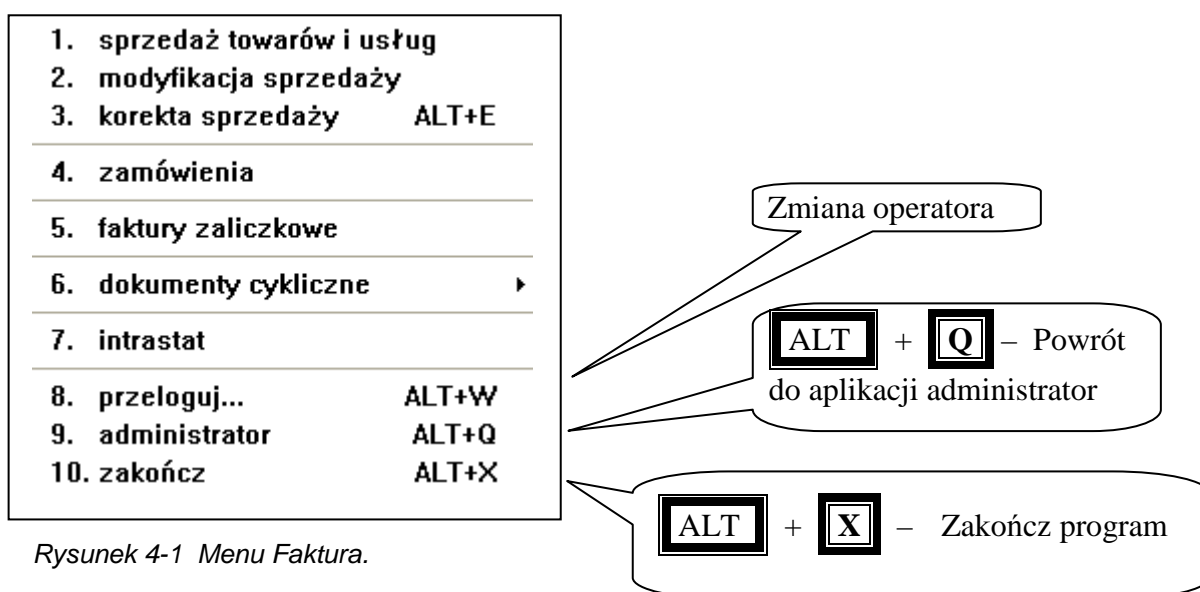 1. sprzedaż towarów i usług
2. modyfikacja sprzedaży
3. korekta sprzedaży ALT+E
4. zamówienia
5. faktury zaliczkowe
6. dokumenty cykliczne
7. intrastat
8. przeloguj... ALT+W
9. administrator ALT+Q
10. zakończ ALT+X
Zmiana operatora
ALT + Q – Powrót
do aplikacji administrator
ALT + X – Zakończ program
Rysunek 4-1 Menu Faktura.